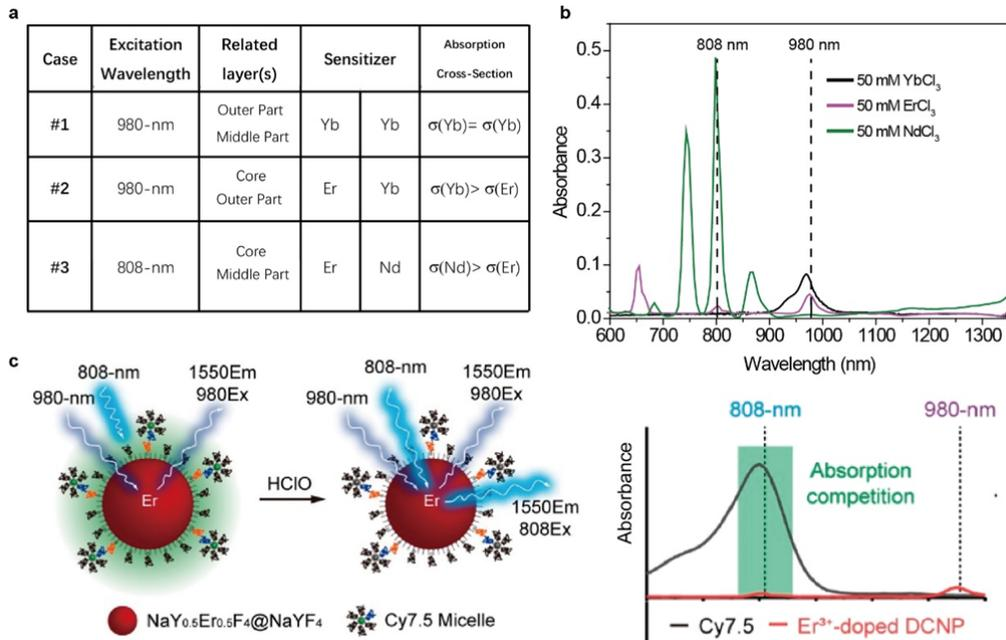 a
Case Excitation Wavelength Related layer(s) Sensitizer Absorption Cross-Section
#1 980-nm Outer Part Middle Part Yb Yb σ(Yb)= σ(Yb)
#2 980-nm Core Outer Part Er Yb σ(Yb)> σ(Er)
#3 808-nm Core Middle Part Er Nd σ(Nd)> σ(Er)
b
808 nm 980 nm
50 mM YbCl₃
50 mM ErCl₃
50 mM NdCl₃
Absorbance
0.5
0.4
0.3
0.2
0.1
0.0
600 700 800 900 1000 1100 1200 1300
Wavelength (nm)
c
808-nm
980-nm
1550Em
980Ex
Er
HClO
808-nm
980-nm
1550Em
980Ex
Er
1550Em
808Ex
NaY₀.₅Er₀.₅F₄@NaYF₄
Cy7.5 Micelle
808-nm
980-nm
Absorbance
Absorption
competition
Cy7.5
Er³⁺-doped DCNP